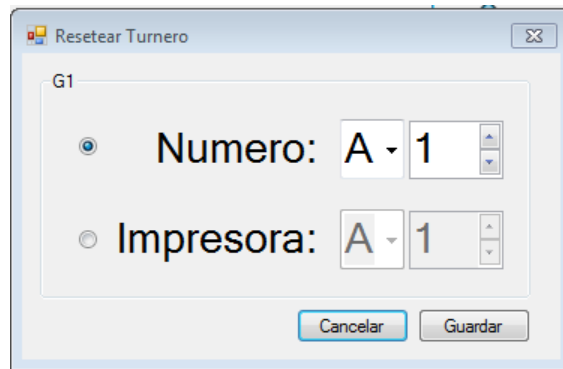 Resetear Turnero
G1
Numero: A 1
Impresora: A 1
Cancelar Guardar